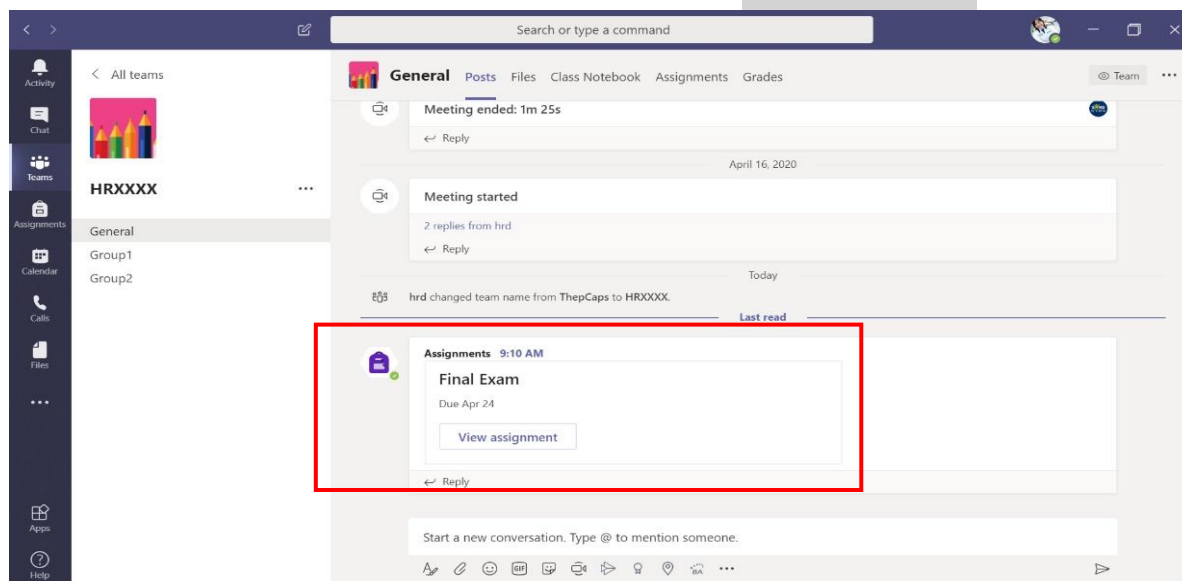 Search or type a command
Activity
Chat
Teams
Assignments
Calendar
Calls
Files
Apps
Help
All teams
HRXXXX
General
Group1
Group2
General Posts Files Class Notebook Assignments Grades
Team
Meeting ended: 1m 25s
Reply
April 16, 2020
Meeting started
2 replies from hrd
Reply
Today
hrd changed team name from ThepCaps to HRXXXX.
Last read
Assignments 9:10 AM
Final Exam
Due Apr 24
View assignment
Reply
Start a new conversation. Type @ to mention someone.
GIF